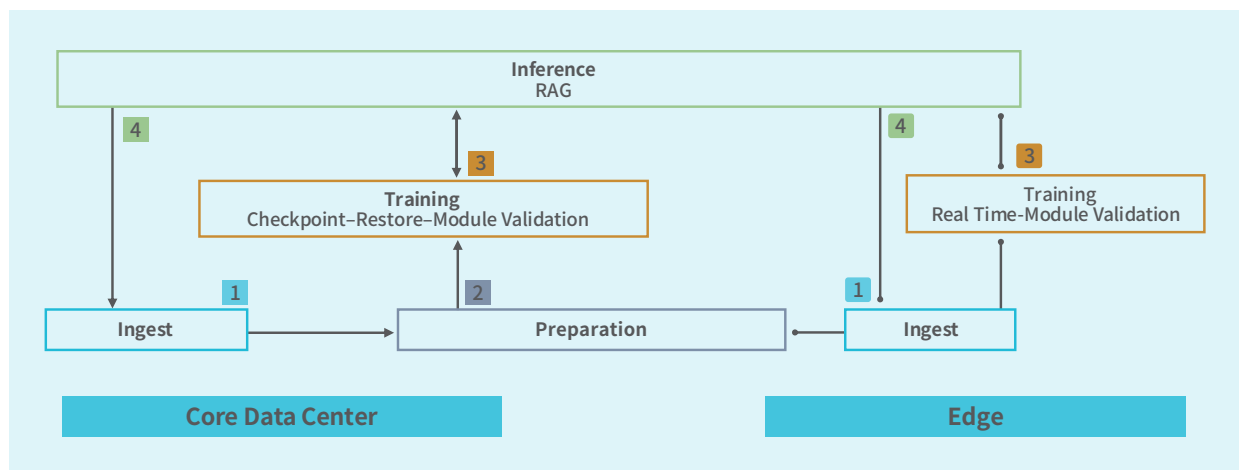 Inference
RAG
4
4
3
3
Training
Checkpoint–Restore–Module Validation
Training
Real Time-Module Validation
1
2
1
Ingest
Preparation
Ingest
Core Data Center
Edge